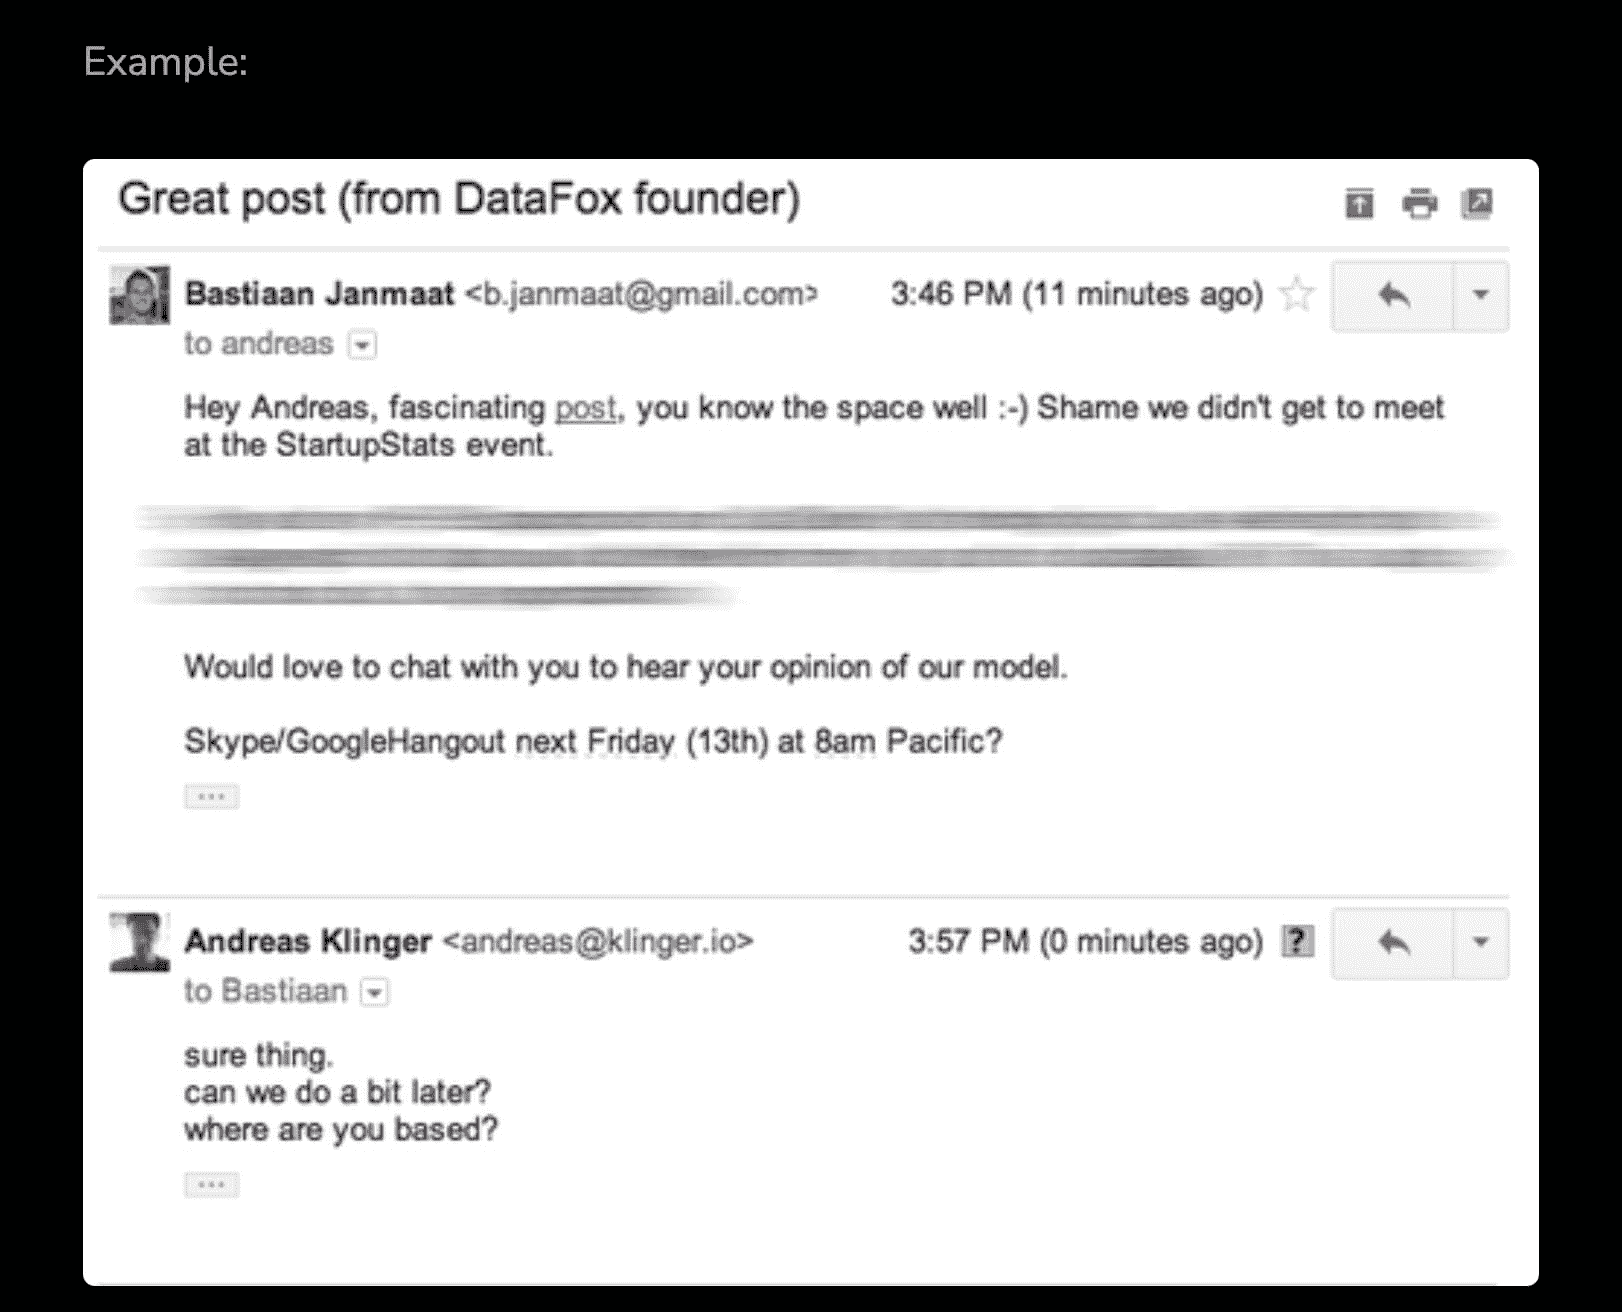 Example:
Great post (from DataFox founder)
Bastiaan Janmaat <b.janmaat@gmail.com> 3:46 PM (11 minutes ago)
to andreas
Hey Andreas, fascinating post, you know the space well :-) Shame we didn't get to meet
at the StartupStats event.
Would love to chat with you to hear your opinion of our model.
Skype/GoogleHangout next Friday (13th) at 8am Pacific?
Andreas Klinger <andreas@klinger.io> 3:57 PM (0 minutes ago) ?
to Bastiaan
sure thing.
can we do a bit later?
where are you based?